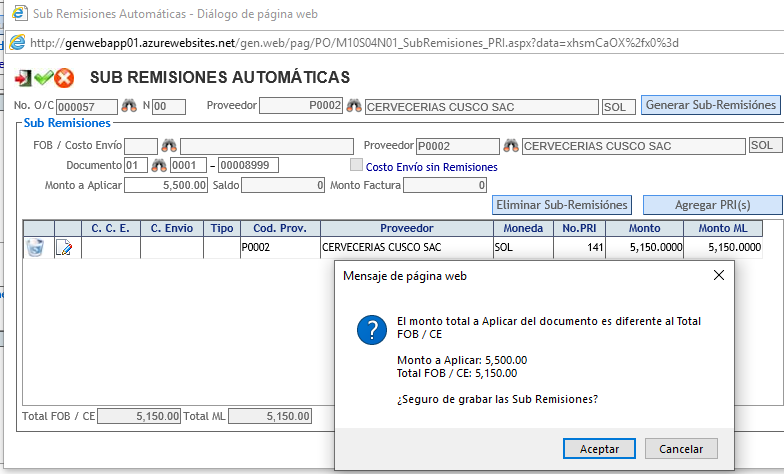 Sub Remisiones Automáticas - Diálogo de página web
http://genwebapp01.azurewebsites.net/gen.web/pag/PO/M10S04N01_SubRemisiones_PRI.aspx?data=xhsmCaOX%2fx0%3d
SUB REMISIONES AUTOMÁTICAS
No. O/C 000057 N 00 Proveedor P0002 CERVECERIAS CUSCO SAC SOL Generar Sub-Remisiónes
Sub Remisiones
FOB / Costo Envío Proveedor P0002 CERVECERIAS CUSCO SAC SOL
Documento 01 0001 - 00008999 Costo Envío sin Remisiones
Monto a Aplicar 5,500.00 Saldo 0 Monto Factura 0
Eliminar Sub-Remisiónes Agregar PRI(s)
C. C. E. C. Envio Tipo Cod. Prov. Proveedor Moneda No.PRI Monto Monto ML
P0002 CERVECERIAS CUSCO SAC SOL 141 5,150.0000 5,150.0000
Mensaje de página web
El monto total a Aplicar del documento es diferente al Total
FOB / CE
Monto a Aplicar: 5,500.00
Total FOB / CE: 5,150.00
¿Seguro de grabar las Sub Remisiones?
Aceptar Cancelar
Total FOB / CE 5,150.00 Total ML 5,150.00